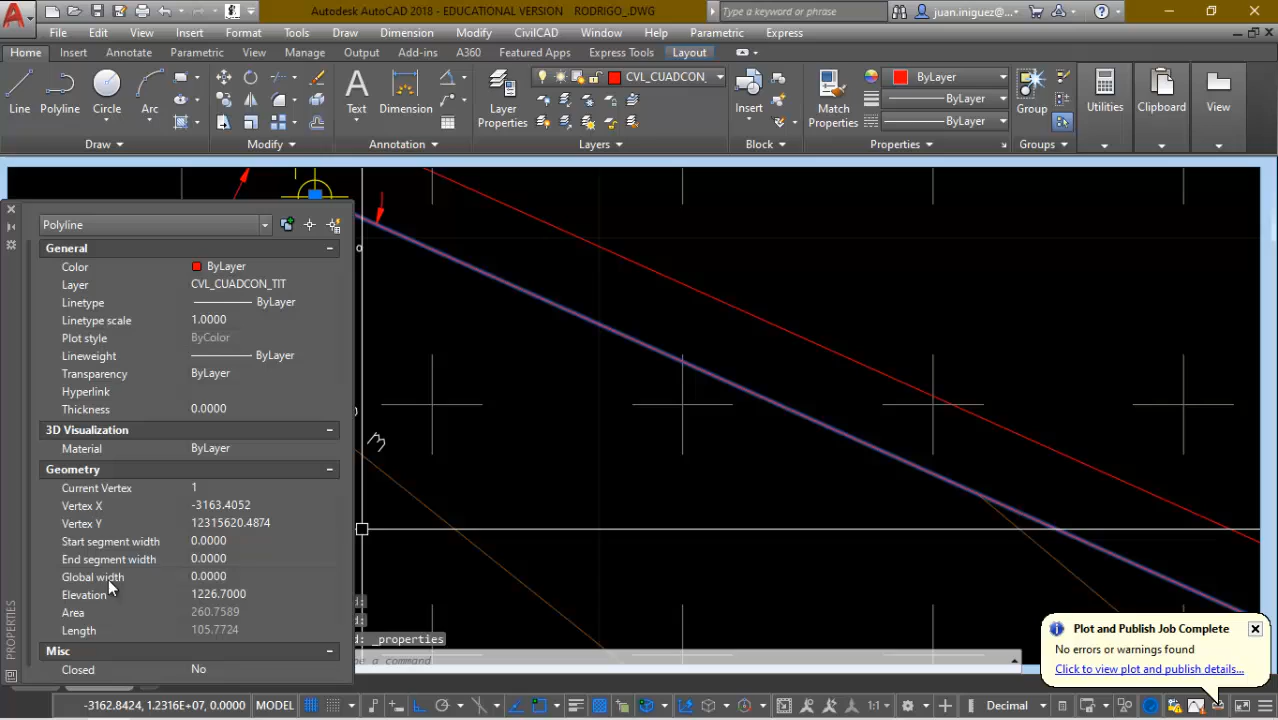 Autodesk AutoCAD 2018 - EDUCATIONAL VERSION RODRIGO_.DWG
Type a keyword or phrase
juan.iniguez@...
File Edit View Insert Format Tools Draw Dimension Modify CivilCAD Window Help Parametric Express
Home Insert Annotate Parametric View Manage Output Add-ins A360 Featured Apps Express Tools Layout
CVL_CUADCON_
ByLayer
ByLayer
ByLayer
Line Polyline Circle Arc
Text Dimension
Layer Properties
Insert
Match Properties
Group
Utilities
Clipboard
View
Draw Modify Annotation Layers Block Properties Groups
Polyline
General
Color ByLayer
Layer CVL_CUADCON_TIT
Linetype ByLayer
Linetype scale 1.0000
Plot style ByColor
Lineweight ByLayer
Transparency ByLayer
Hyperlink
Thickness 0.0000
3D Visualization
Material ByLayer
Geometry
Current Vertex 1
Vertex X -3163.4052
Vertex Y 12315620.4874
Start segment width 0.0000
End segment width 0.0000
Global width 0.0000
Elevation 1226.7000
Area 260.7589
Length 105.7724
Misc
Closed No
PROPERTIES
m
d:
d:
d: _properties
e a command
Plot and Publish Job Complete
No errors or warnings found
Click to view plot and publish details...
-3162.8424, 1.2316E+07, 0.0000 MODEL
1:1
Decimal